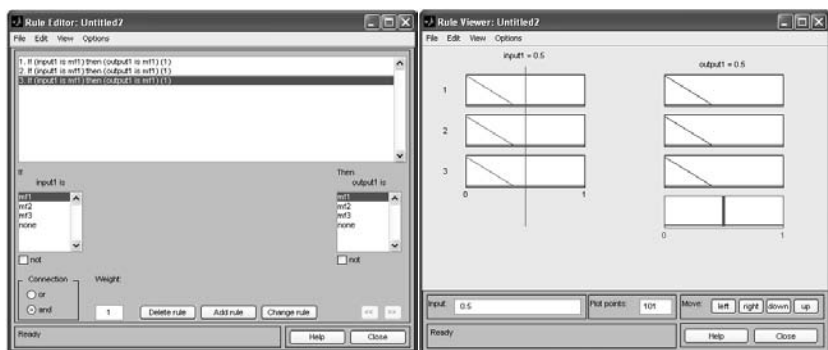 Rule Editor: Untitled2
File Edit View Options
1. If (input1 is mf1) then (output1 is mf1) (1)
2. If (input1 is mf1) then (output1 is mf1) (1)
3. If (input1 is mf1) then (output1 is mf1) (1)
If
input1 is
Then
output1 is
mf1
mf2
mf3
none
mf1
mf2
mf3
none
not
not
Connection
or
and
Weight:
1
Delete rule
Add rule
Change rule
<<
>>
Ready
Help
Close
Rule Viewer: Untitled2
File Edit View Options
input1 = 0.5
output1 = 0.5
1
2
3
0 1
0 1
Input: 0.5
Plot points: 101
Move: left right down up
Ready
Help
Close